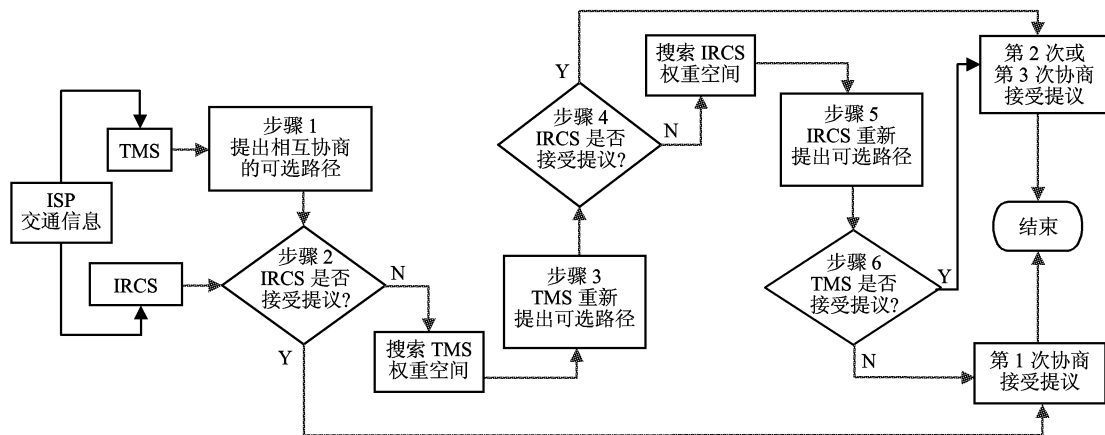 ISP
交通信息
TMS
IRCS
步骤 1
提出相互协商
的可选路径
步骤 2
IRCS 是否
接受提议?
N
Y
搜索 TMS
权重空间
步骤 3
TMS 重新
提出可选路径
步骤 4
IRCS 是否
接受提议?
Y
N
搜索 IRCS
权重空间
步骤 5
IRCS 重新
提出可选路径
步骤 6
TMS 是否
接受提议?
Y
N
第 2 次或
第 3 次协商
接受提议
结束
第 1 次协商
接受提议